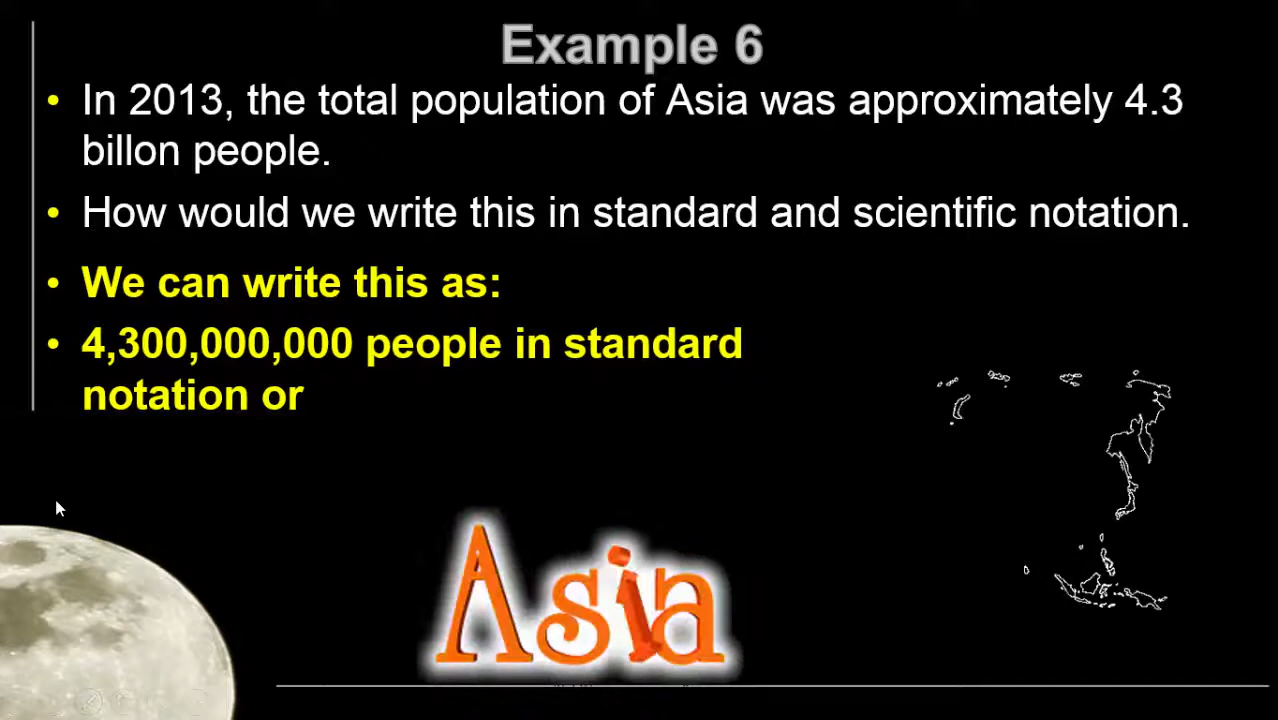 Example 6
• In 2013, the total population of Asia was approximately 4.3
billon people.
• How would we write this in standard and scientific notation.
• We can write this as:
• 4,300,000,000 people in standard
notation or
Asia